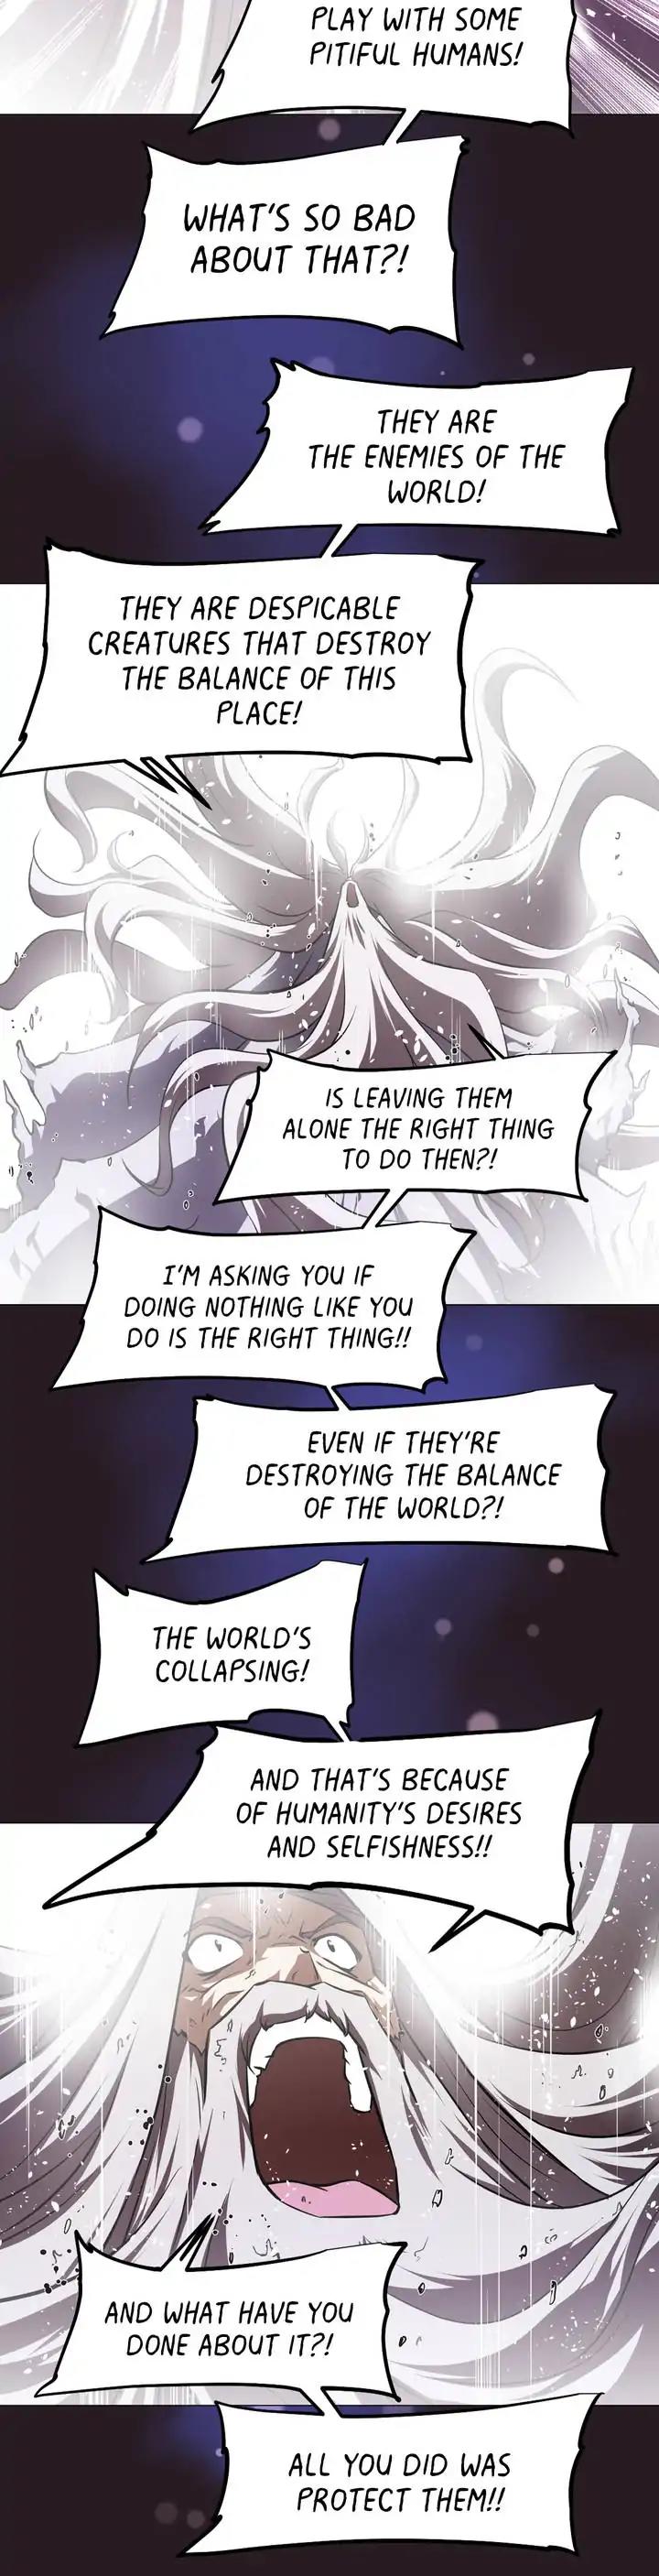 PLAY WITH SOME
PITIFUL HUMANS!
WHAT'S SO BAD
ABOUT THAT?!
THEY ARE
THE ENEMIES OF THE
WORLD!
THEY ARE DESPICABLE
CREATURES THAT DESTROY
THE BALANCE OF THIS
PLACE!
IS LEAVING THEM
ALONE THE RIGHT THING
TO DO THEN?!
I'M ASKING YOU IF
DOING NOTHING LIKE YOU
DO IS THE RIGHT THING!!
EVEN IF THEY'RE
DESTROYING THE BALANCE
OF THE WORLD?!
THE WORLD'S
COLLAPSING!
AND THAT'S BECAUSE
OF HUMANITY'S DESIRES
AND SELFISHNESS!!
AND WHAT HAVE YOU
DONE ABOUT IT?!
ALL YOU DID WAS
PROTECT THEM!!